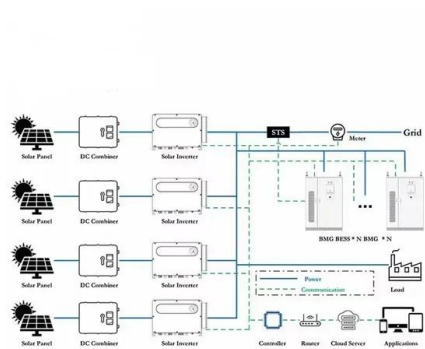 STS
Meter
Grid
Solar Panel DC Combiner Solar Inverter
BMG BESS * N BMG * N
Solar Panel DC Combiner Solar Inverter
Solar Panel DC Combiner Solar Inverter
Power
Communication
Load
Solar Panel DC Combiner Solar Inverter
Controller Router Cloud Server Applications